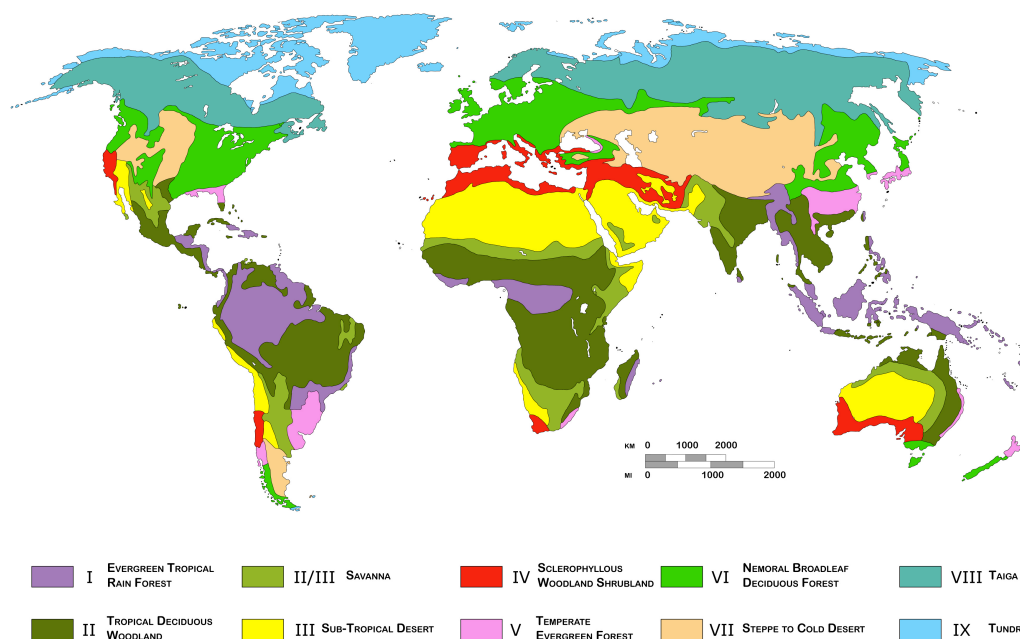 KM 0 1000 2000
MI 0 1000 2000
I EVERGREEN TROPICAL
RAIN FOREST
II/III SAVANNA
IV SCLEROPHYLLOUS
WOODLAND SHRUBLAND
VI NEMORAL BROADLEAF
DECIDUOUS FOREST
VIII TAIGA
II TROPICAL DECIDUOUS
WOODLAND
III SUB-TROPICAL DESERT
V TEMPERATE
EVERGREEN FOREST
VII STEPPE TO COLD DESERT
IX TUNDR